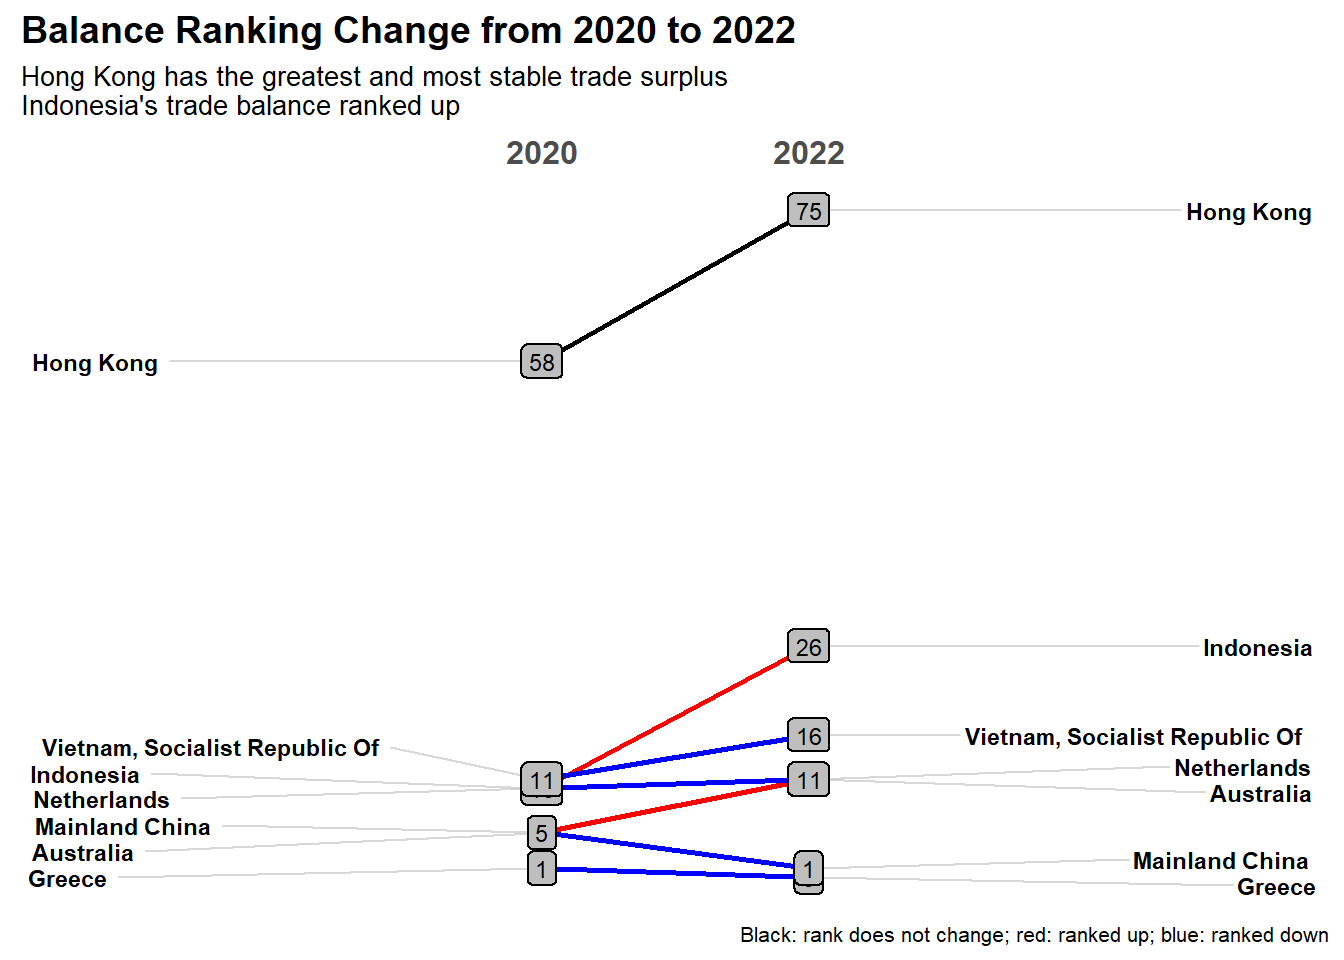 Balance Ranking Change from 2020 to 2022
Hong Kong has the greatest and most stable trade surplus
Indonesia's trade balance ranked up
2020 2022
75 Hong Kong
Hong Kong 58
26 Indonesia
16 Vietnam, Socialist Republic Of
Vietnam, Socialist Republic Of
Netherlands
Indonesia 11 11
Australia
Netherlands
Mainland China 5
Australia
Mainland China
1 1
Greece Greece
Black: rank does not change; red: ranked up; blue: ranked down